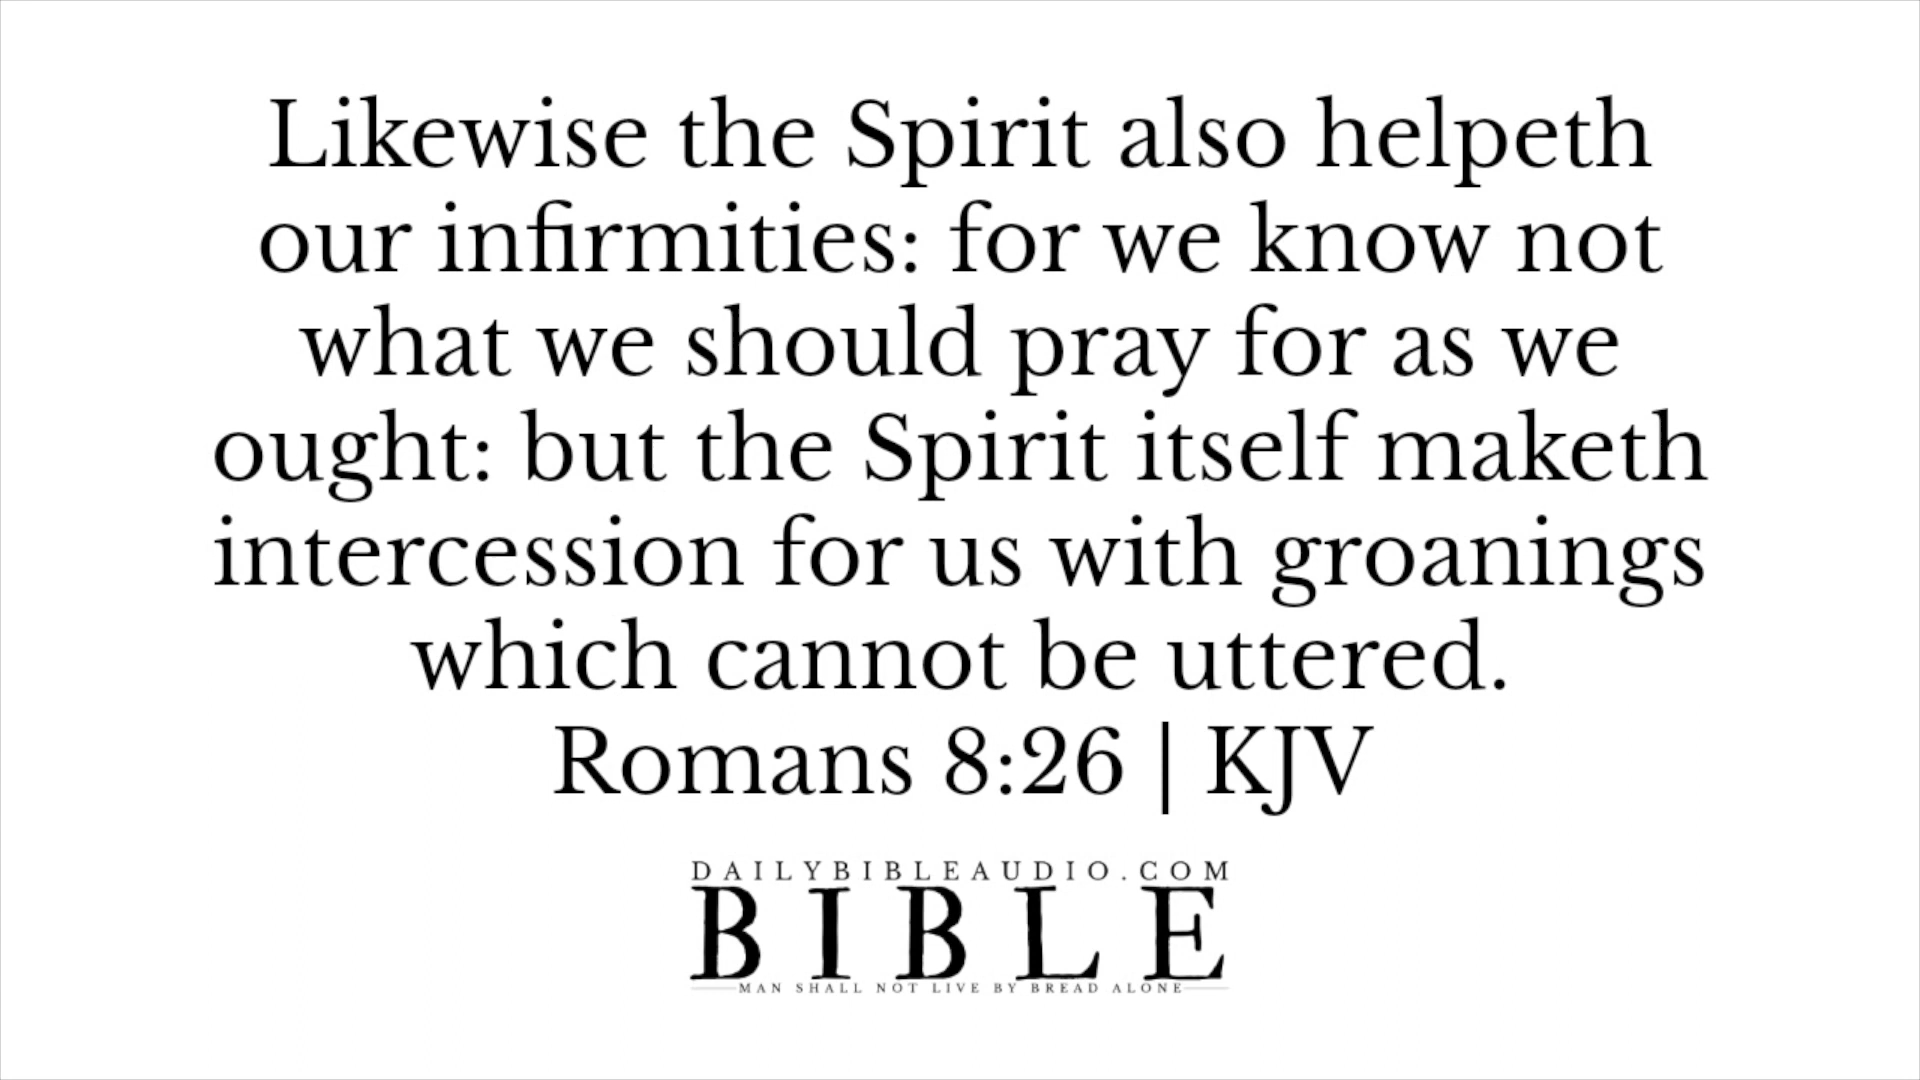 Likewise the Spirit also helpeth
our infirmities: for we know not
what we should pray for as we
ought: but the Spirit itself maketh
intercession for us with groanings
which cannot be uttered.
Romans 8:26 | KJV
DAILYBIBLEAUDIO.COM
BIBLE
MAN SHALL NOT LIVE BY BREAD ALONE